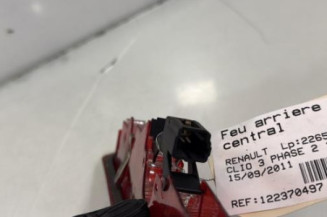 Feu arriere
central
RENAULT LP:2265
CLIO 3 PHASE 2
15/09/2011
REF:122370497